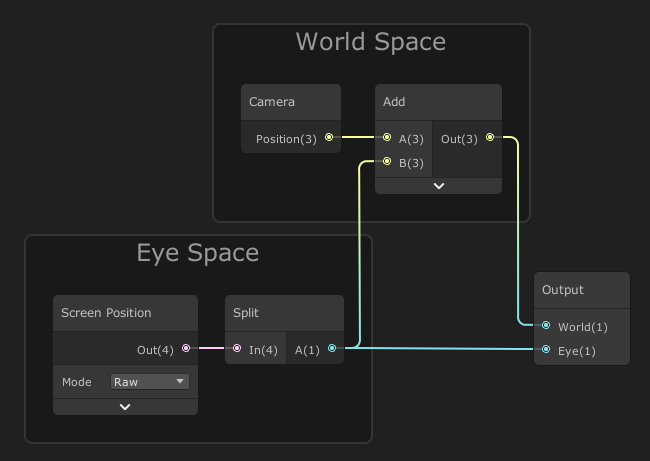 World Space
Camera
Position(3)
Add
A(3)
Out(3)
B(3)
Eye Space
Screen Position
Out(4)
Mode
Raw
Split
In(4)
A(1)
Output
World(1)
Eye(1)